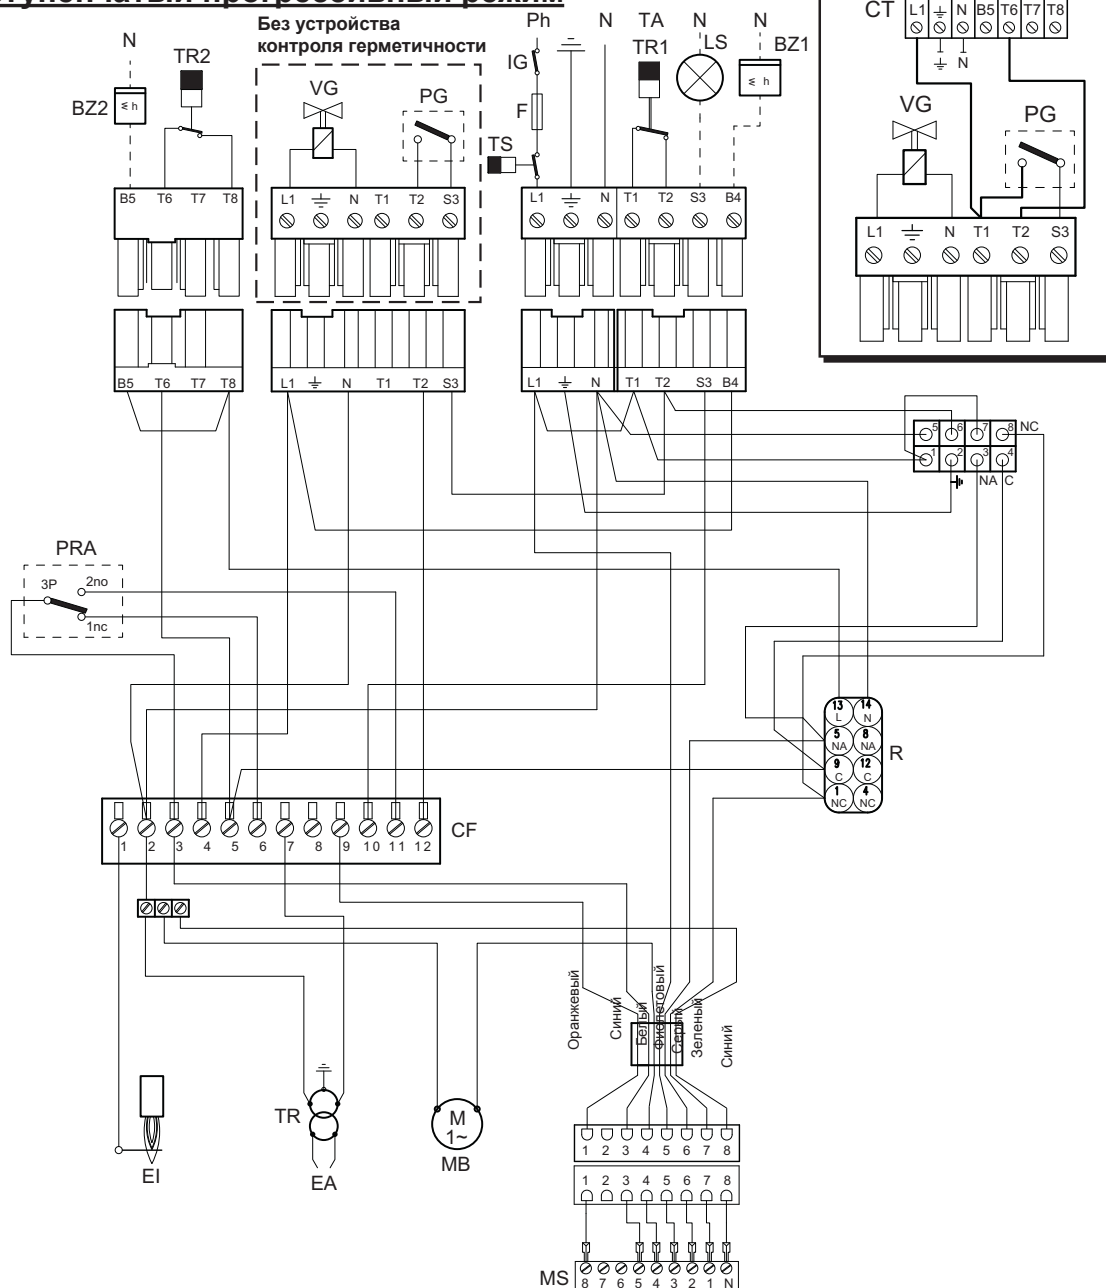 прогрессивный режим
Без устройства
контроля герметичности
Ph N TA N N
N TR2 IG TR1 LS BZ1
BZ2 ≤ h VG PG F ≤ h
TS
CT L1 N B5 T6 T7 T8
N
VG PG
L1 N T1 T2 S3
B5 T6 T7 T8
L1 N T1 T2 S3
L1 N T1 T2 S3 B4
B5 T6 T7 T8
L1 N T1 T2 S3
L1 N T1 T2 S3 B4
5 6 7 8 NC
1 2 3 4
NA C
PRA
3P 2no
1nc
13 14
L N
5 8
NA NA
9 12
C C
1 4
NC NC
R
CF
1 2 3 4 5 6 7 8 9 10 11 12
Оранжевый
Синий
Белый
Фиолетовый
Серый
Зеленый
Синий
TR
M
1~
MB
EI
EA
1 2 3 4 5 6 7 8
1 2 3 4 5 6 7 8
MS
8 7 6 5 4 3 2 1 N